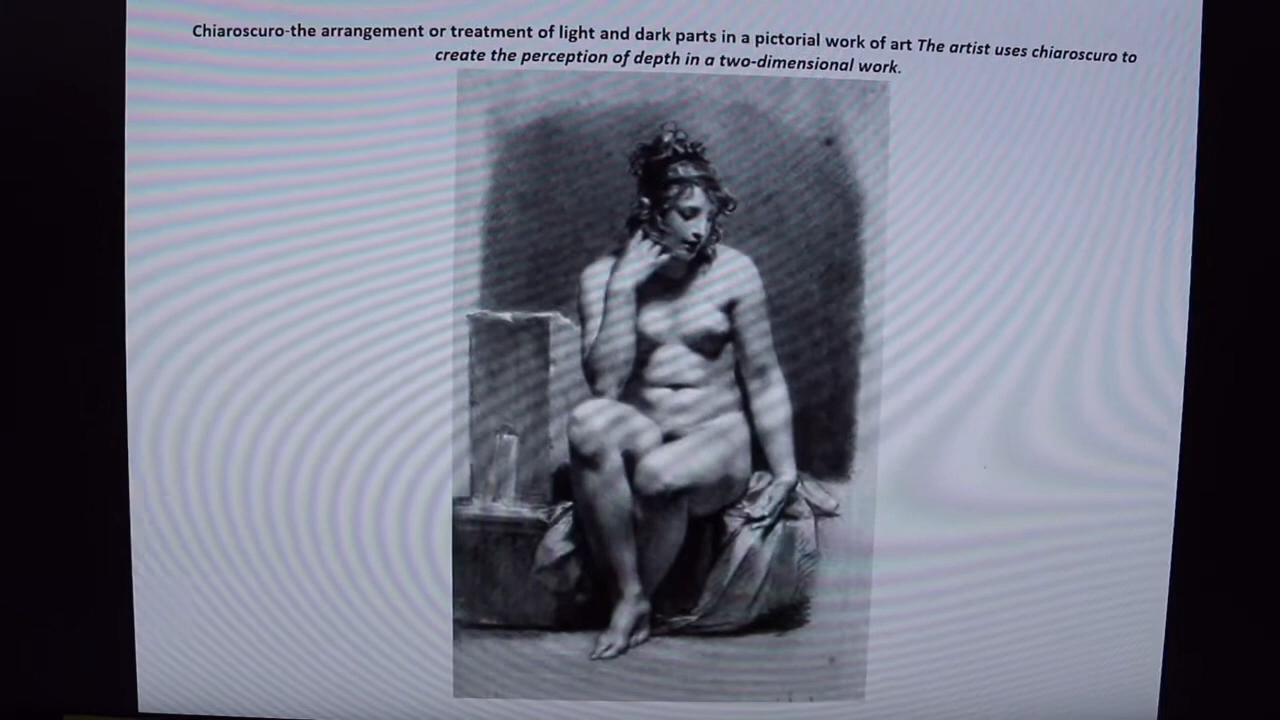 Chiaroscuro-the arrangement or treatment of light and dark parts in a pictorial work of art The artist uses chiaroscuro to
create the perception of depth in a two-dimensional work.